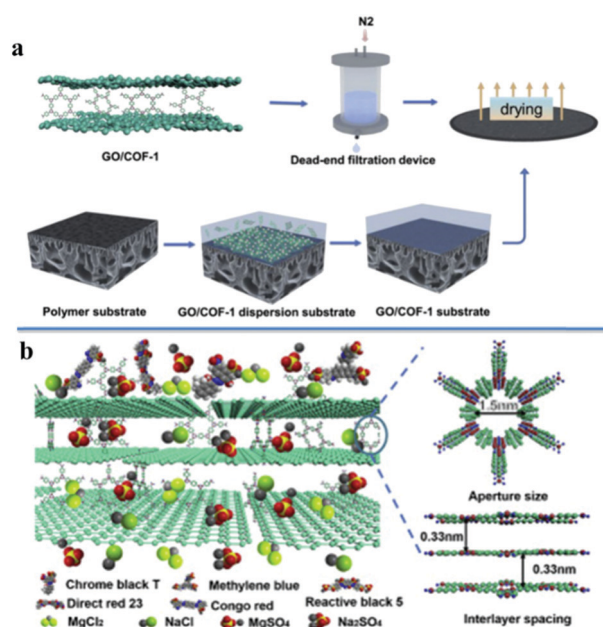 a
N2
drying
GO/COF-1
Dead-end filtration device
Polymer substrate
GO/COF-1 dispersion substrate
GO/COF-1 substrate
b
1.5nm
Aperture size
0.33nm
0.33nm
Interlayer spacing
Chrome black T
Methylene blue
Reactive black 5
Direct red 23
Congo red
MgCl₂
NaCl
MgSO₄
Na₂SO₄